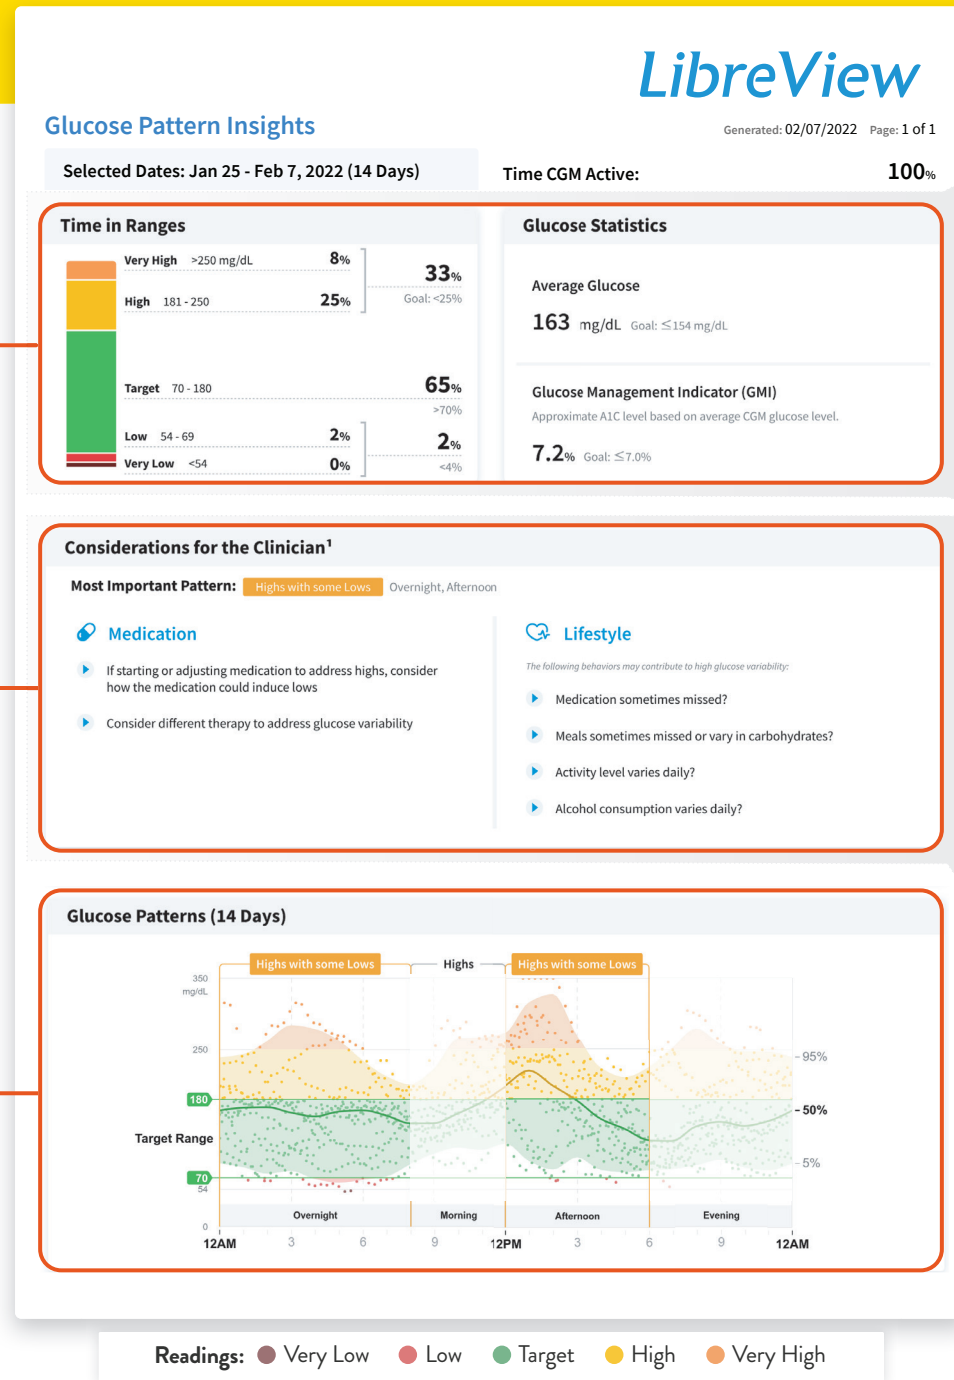 LibreView
Glucose Pattern Insights
Generated: 02/07/2022 Page: 1 of 1
Selected Dates: Jan 25 - Feb 7, 2022 (14 Days)
Time CGM Active: 100%
Time in Ranges
Very High >250 mg/dL 8%
33%
High 181 - 250 25%
Goal: <25%
Target 70 - 180 65%
>70%
Low 54 - 69 2%
2%
Very Low <54 0%
<4%
Glucose Statistics
Average Glucose
163 mg/dL Goal: ≤154 mg/dL
Glucose Management Indicator (GMI)
Approximate A1C level based on average CGM glucose level.
7.2% Goal: ≤7.0%
Considerations for the Clinician¹
Most Important Pattern: Highs with some Lows Overnight, Afternoon
Medication
If starting or adjusting medication to address highs, consider
how the medication could induce lows
Consider different therapy to address glucose variability
Lifestyle
The following behaviors may contribute to high glucose variability:
Medication sometimes missed?
Meals sometimes missed or vary in carbohydrates?
Activity level varies daily?
Alcohol consumption varies daily?
Glucose Patterns (14 Days)
Highs with some Lows Highs Highs with some Lows
350
mg/dL
250
95%
180
50%
Target Range
5%
70
54
Overnight Morning Afternoon Evening
0
12AM 3 6 9 12PM 3 6 9 12AM
Readings: Very Low Low Target High Very High